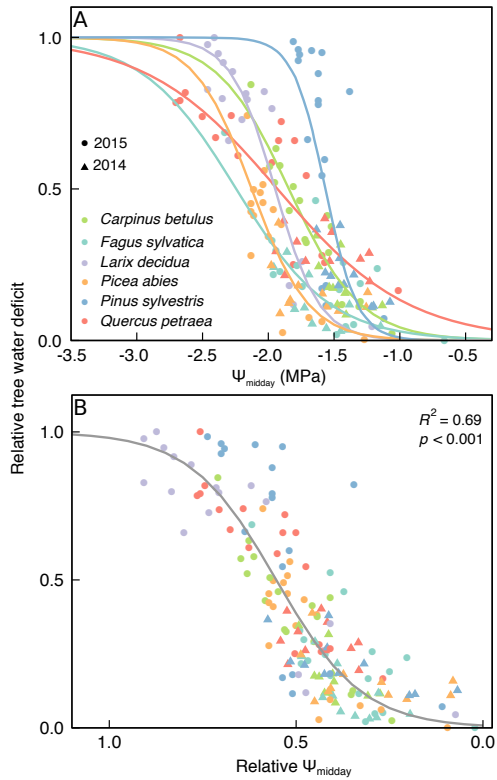 A
1.0
0.5
0.0
2015
2014
Carpinus betulus
Fagus sylvatica
Larix decidua
Picea abies
Pinus sylvestris
Quercus petraea
-3.5 -3.0 -2.5 -2.0 -1.5 -1.0 -0.5
Ψmidday (MPa)
Relative tree water deficit
B
R² = 0.69
p < 0.001
1.0
0.5
0.0
1.0 0.5 0.0
Relative Ψmidday